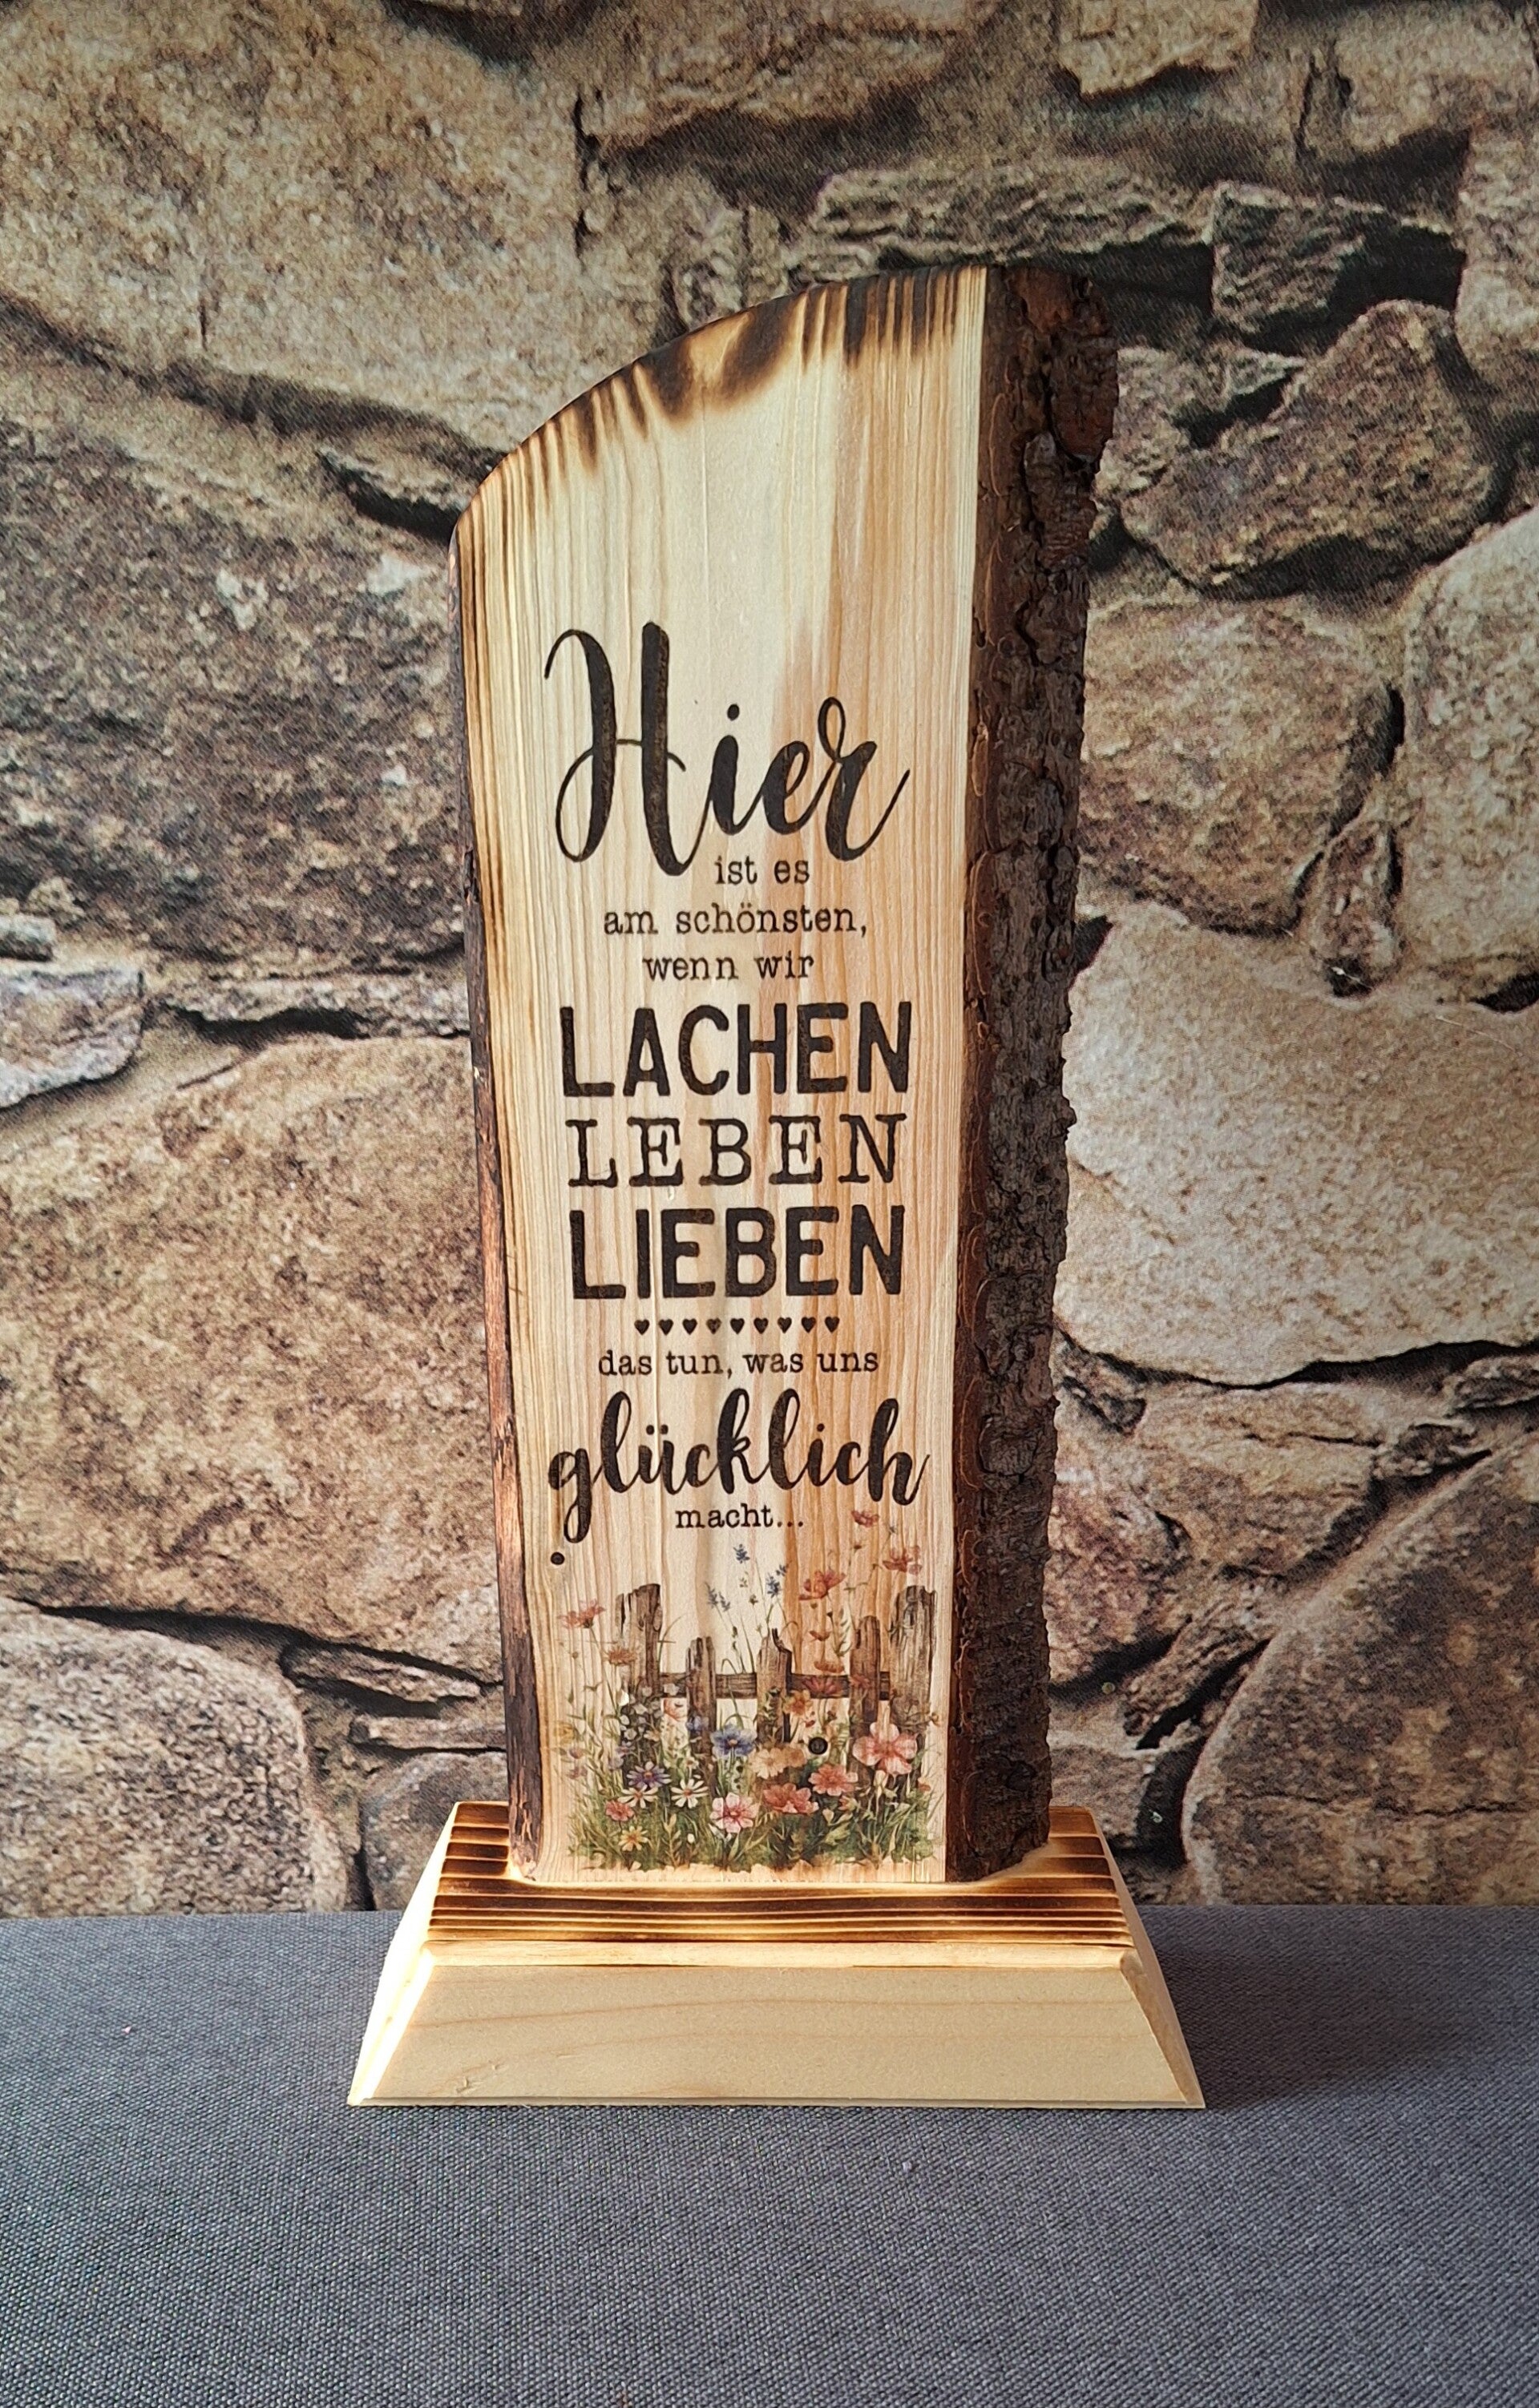 Hier
ist es
am schönsten,
wenn wir
LACHEN
LEBEN
LIEBEN
das tun, was uns
glücklich
macht...